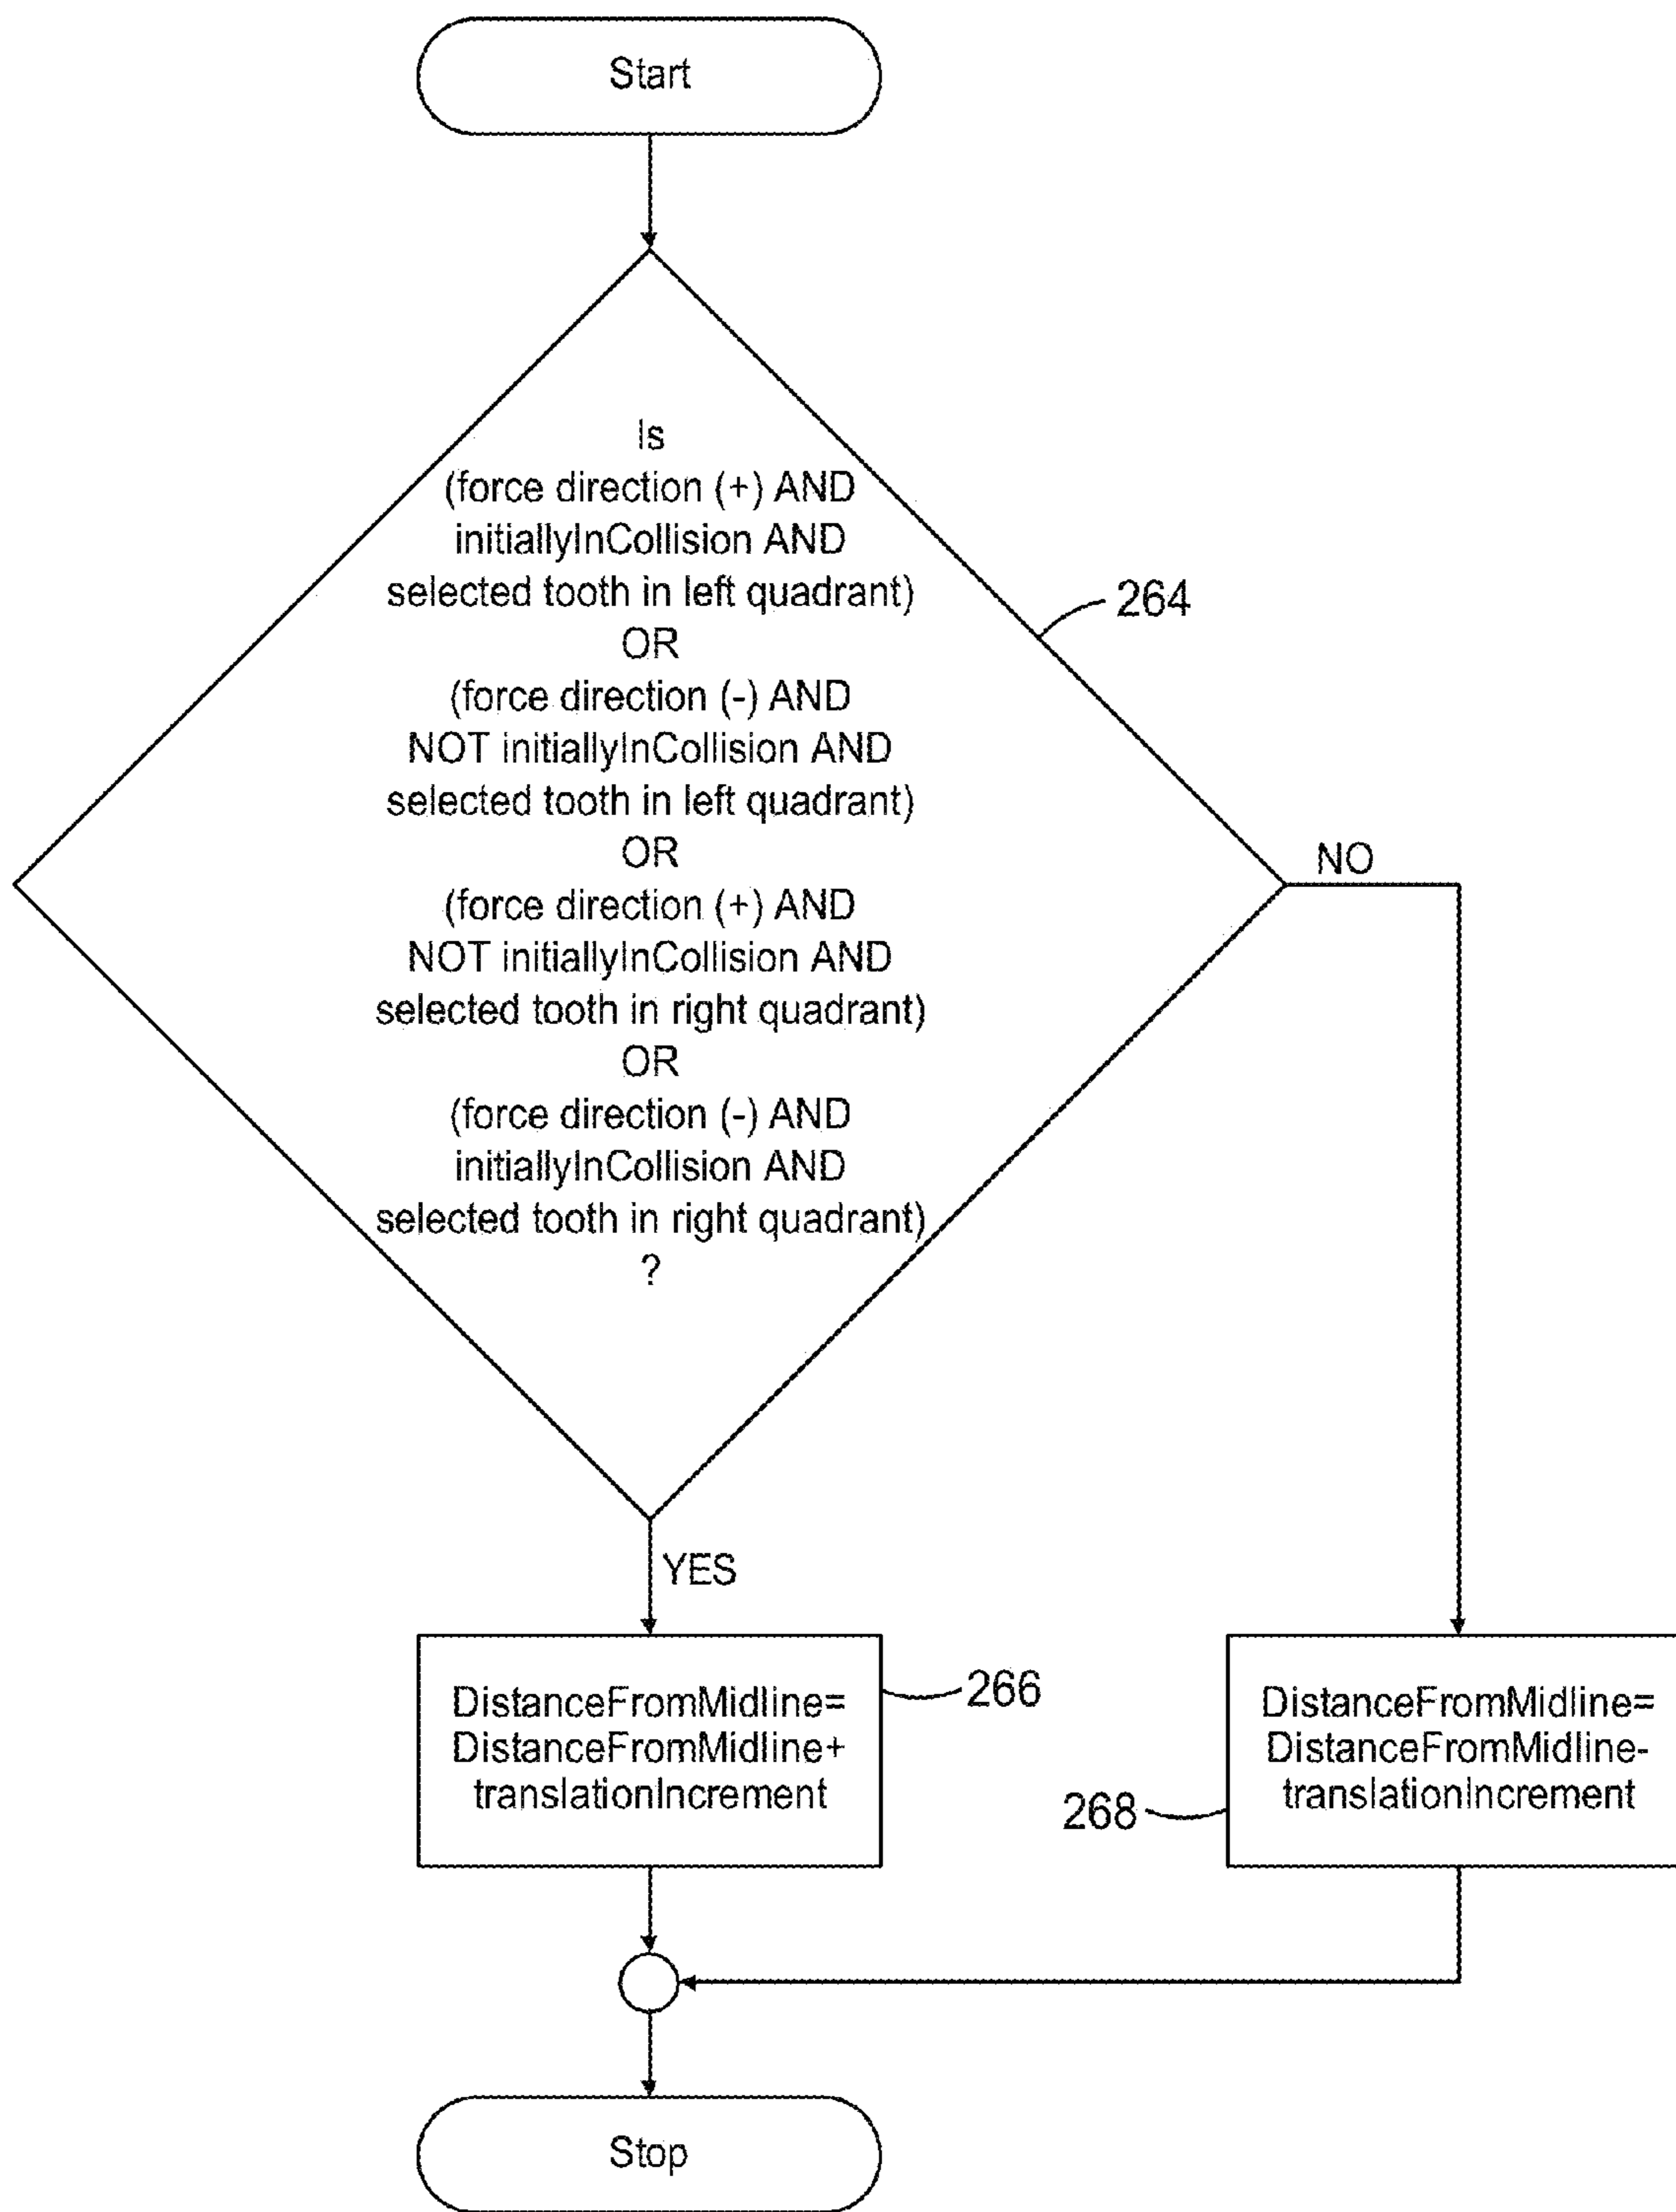 Start
Is
(force direction (+) AND
initiallyInCollision AND
selected tooth in left quadrant)
OR
(force direction (-) AND
NOT initiallyInCollision AND
selected tooth in left quadrant)
OR
(force direction (+) AND
NOT initiallyInCollision AND
selected tooth in right quadrant)
OR
(force direction (-) AND
initiallyInCollision AND
selected tooth in right quadrant)
?
264
NO
YES
DistanceFromMidline=
DistanceFromMidline+
translationIncrement
266
DistanceFromMidline=
DistanceFromMidline-
translationIncrement
268
Stop